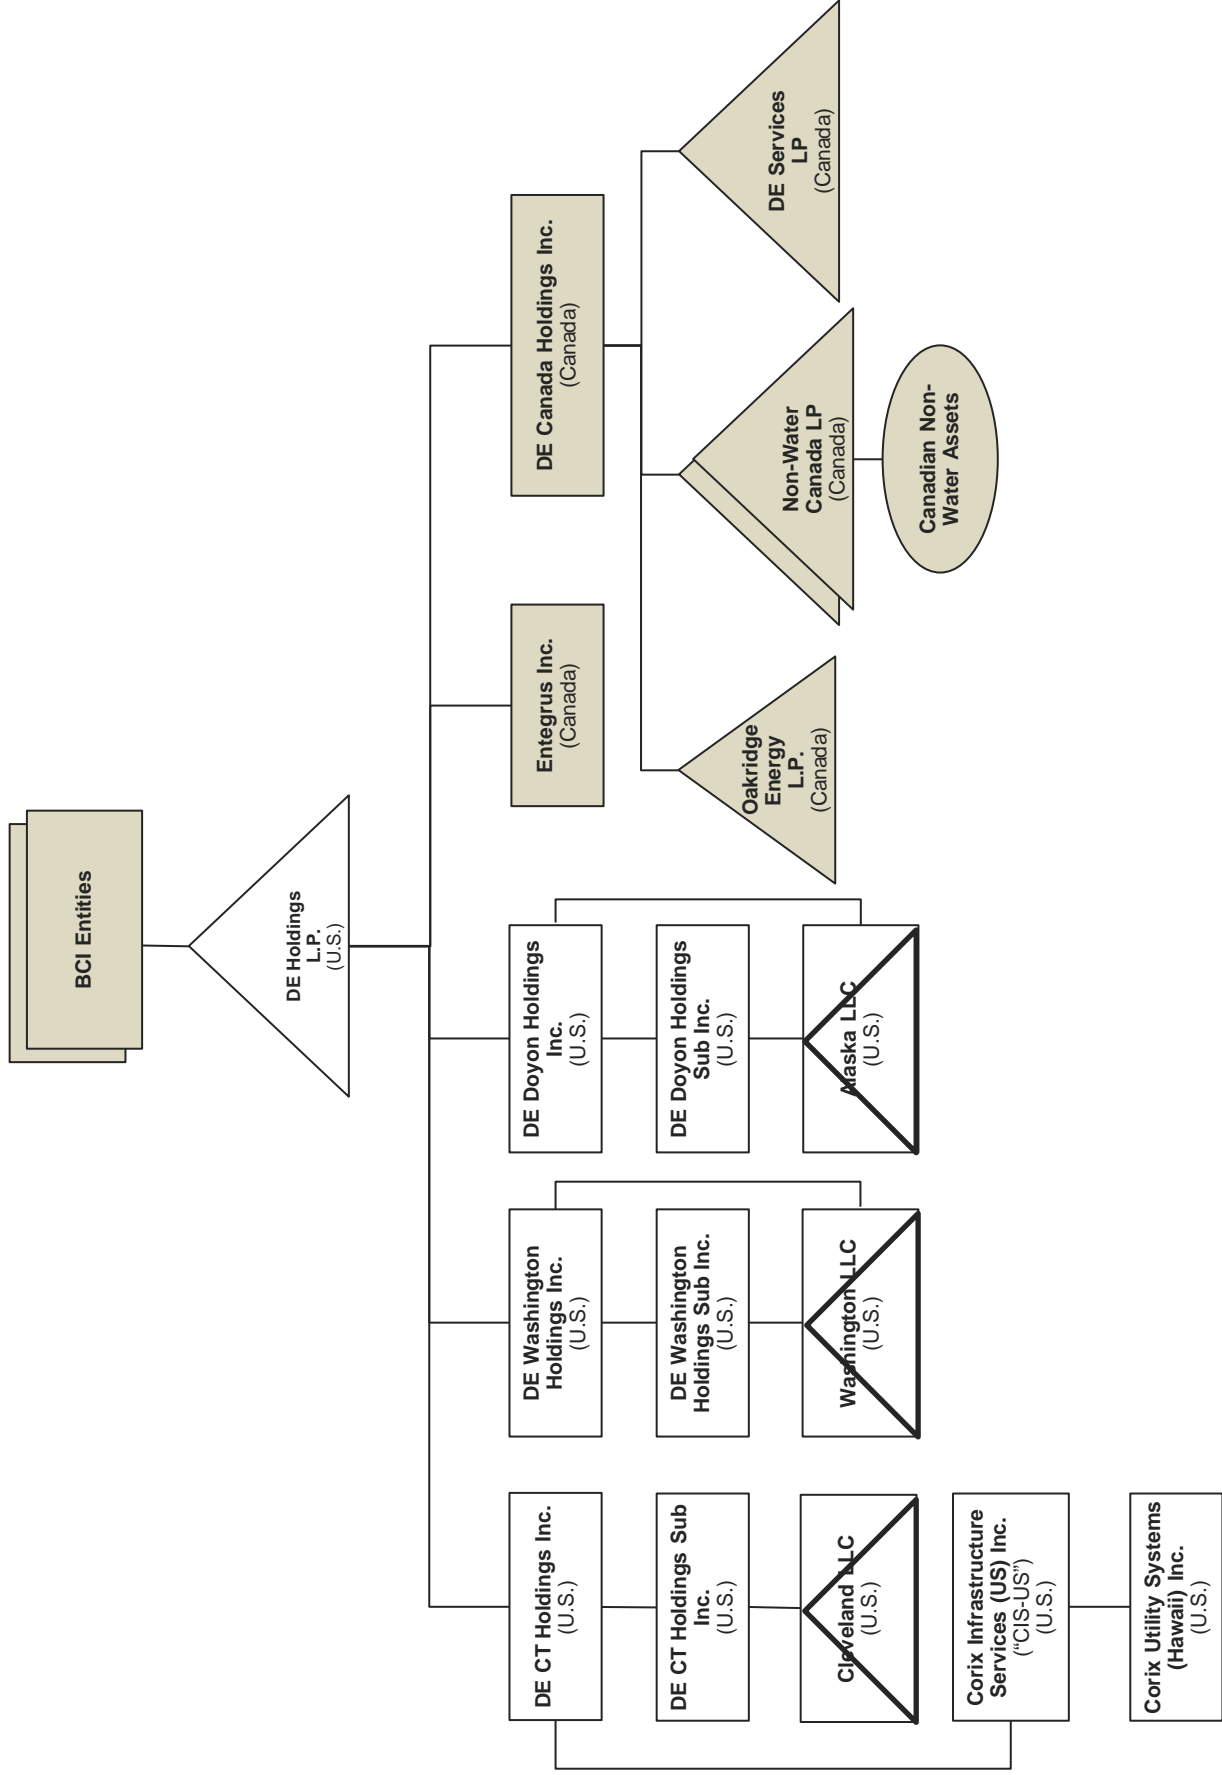 BCI Entities
DE Holdings
L.P.
(U.S.)
DE CT Holdings Inc.
(U.S.)
DE Washington
Holdings Inc.
(U.S.)
DE Doyon Holdings
Inc.
(U.S.)
Entegrus Inc.
(Canada)
DE Canada Holdings Inc.
(Canada)
DE CT Holdings Sub
Inc.
(U.S.)
DE Washington
Holdings Sub Inc.
(U.S.)
DE Doyon Holdings
Sub Inc.
(U.S.)
Oakridge
Energy
L.P.
(Canada)
Non-Water
Canada LP
(Canada)
DE Services
LP
(Canada)
Cleveland LLC
(U.S.)
Washington LLC
(U.S.)
Alaska LLC
(U.S.)
Canadian Non-
Water Assets
Corix Infrastructure
Services (US) Inc.
(“CIS-US”)
(U.S.)
Corix Utility Systems
(Hawaii) Inc.
(U.S.)